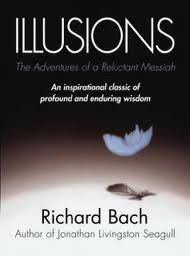 ILLUSIONS
The Adventures of a Reluctant Messiah
An inspirational classic of
profound and enduring wisdom
Richard Bach
Author of Jonathan Livingston Seagull